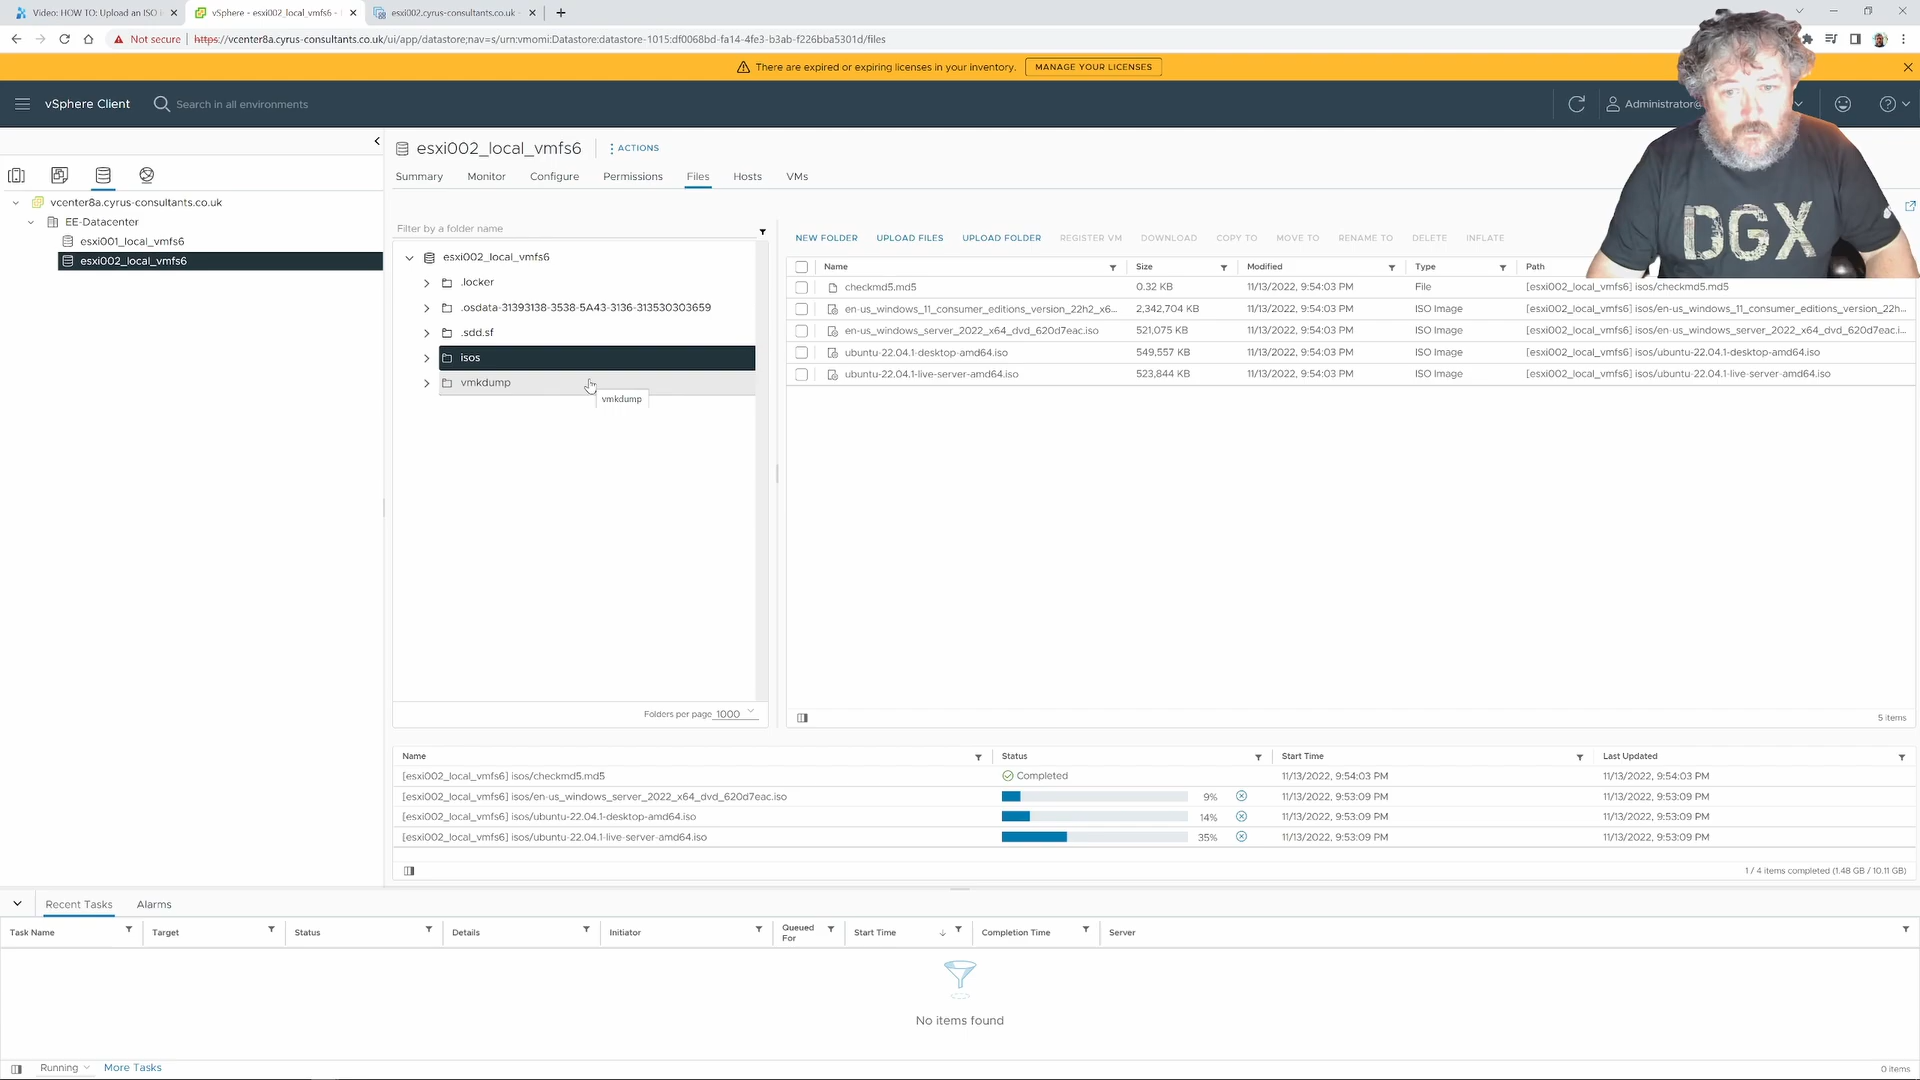 Video: HOW TO: Upload an ISO i
vSphere - esxi002_local_vmfs6 -
esxi002.cyrus-consultants.co.uk
Not secure
https://vcenter8a.cyrus-consultants.co.uk/ui/app/datastore;nav=s/urn:vmomi:Datastore:datastore-1015:df0068bd-fa14-4fe3-b3ab-f226bba5301d/files
There are expired or expiring licenses in your inventory. MANAGE YOUR LICENSES
vSphere Client Search in all environments Administrator@
esxi002_local_vmfs6 ACTIONS
Summary Monitor Configure Permissions Files Hosts VMs
vcenter8a.cyrus-consultants.co.uk
EE-Datacenter
esxi001_local_vmfs6
esxi002_local_vmfs6
Filter by a folder name
esxi002_local_vmfs6
.locker
.osdata-31393138-3538-5A43-3136-313530303659
.sdd.sf
isos
vmkdump
vmkdump
Folders per page 1000
NEW FOLDER UPLOAD FILES UPLOAD FOLDER REGISTER VM DOWNLOAD COPY TO MOVE TO RENAME TO DELETE INFLATE
Name Size Modified Type Path
checkmd5.md5 0.32 KB 11/13/2022, 9:54:03 PM File [esxi002_local_vmfs6] isos/checkmd5.md5
en-us_windows_11_consumer_editions_version_22h2_x6... 2,342,704 KB 11/13/2022, 9:54:03 PM ISO Image [esxi002_local_vmfs6] isos/en-us_windows_11_consumer_editions_version_22h...
en-us_windows_server_2022_x64_dvd_620d7eac.iso 521,075 KB 11/13/2022, 9:54:03 PM ISO Image [esxi002_local_vmfs6] isos/en-us_windows_server_2022_x64_dvd_620d7eac.i...
ubuntu-22.04.1-desktop-amd64.iso 549,557 KB 11/13/2022, 9:54:03 PM ISO Image [esxi002_local_vmfs6] isos/ubuntu-22.04.1-desktop-amd64.iso
ubuntu-22.04.1-live-server-amd64.iso 523,844 KB 11/13/2022, 9:54:03 PM ISO Image [esxi002_local_vmfs6] isos/ubuntu-22.04.1-live-server-amd64.iso
5 items
Name Status Start Time Last Updated
[esxi002_local_vmfs6] isos/checkmd5.md5 Completed 11/13/2022, 9:54:03 PM 11/13/2022, 9:54:03 PM
[esxi002_local_vmfs6] isos/en-us_windows_server_2022_x64_dvd_620d7eac.iso 9% 11/13/2022, 9:53:09 PM 11/13/2022, 9:53:09 PM
[esxi002_local_vmfs6] isos/ubuntu-22.04.1-desktop-amd64.iso 14% 11/13/2022, 9:53:09 PM 11/13/2022, 9:53:09 PM
[esxi002_local_vmfs6] isos/ubuntu-22.04.1-live-server-amd64.iso 35% 11/13/2022, 9:53:09 PM 11/13/2022, 9:53:09 PM
1 / 4 items completed (1.48 GB / 10.11 GB)
Recent Tasks Alarms
Task Name Target Status Details Initiator Queued For Start Time Completion Time Server
No items found
Running More Tasks
0 items
DGX